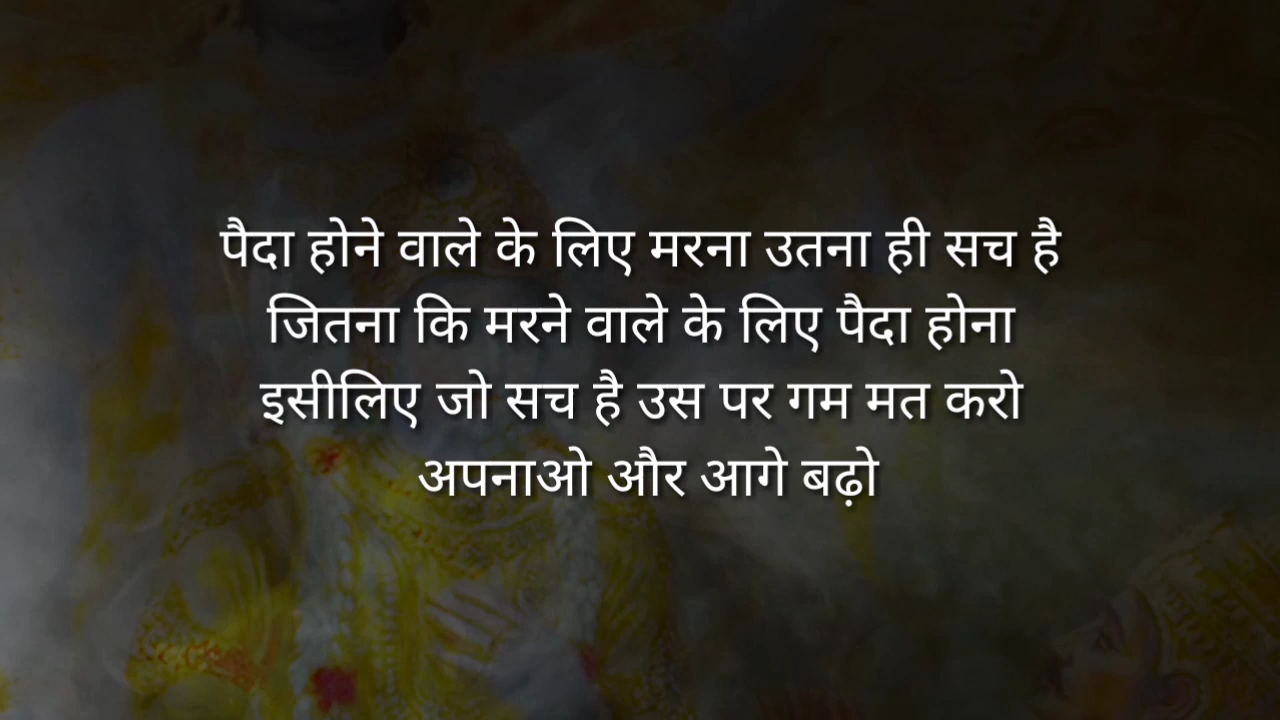 पैदा होने वाले के लिए मरना उतना ही सच है
जितना कि मरने वाले के लिए पैदा होना
इसीलिए जो सच है उस पर गम मत करो
अपनाओ और आगे बढ़ो